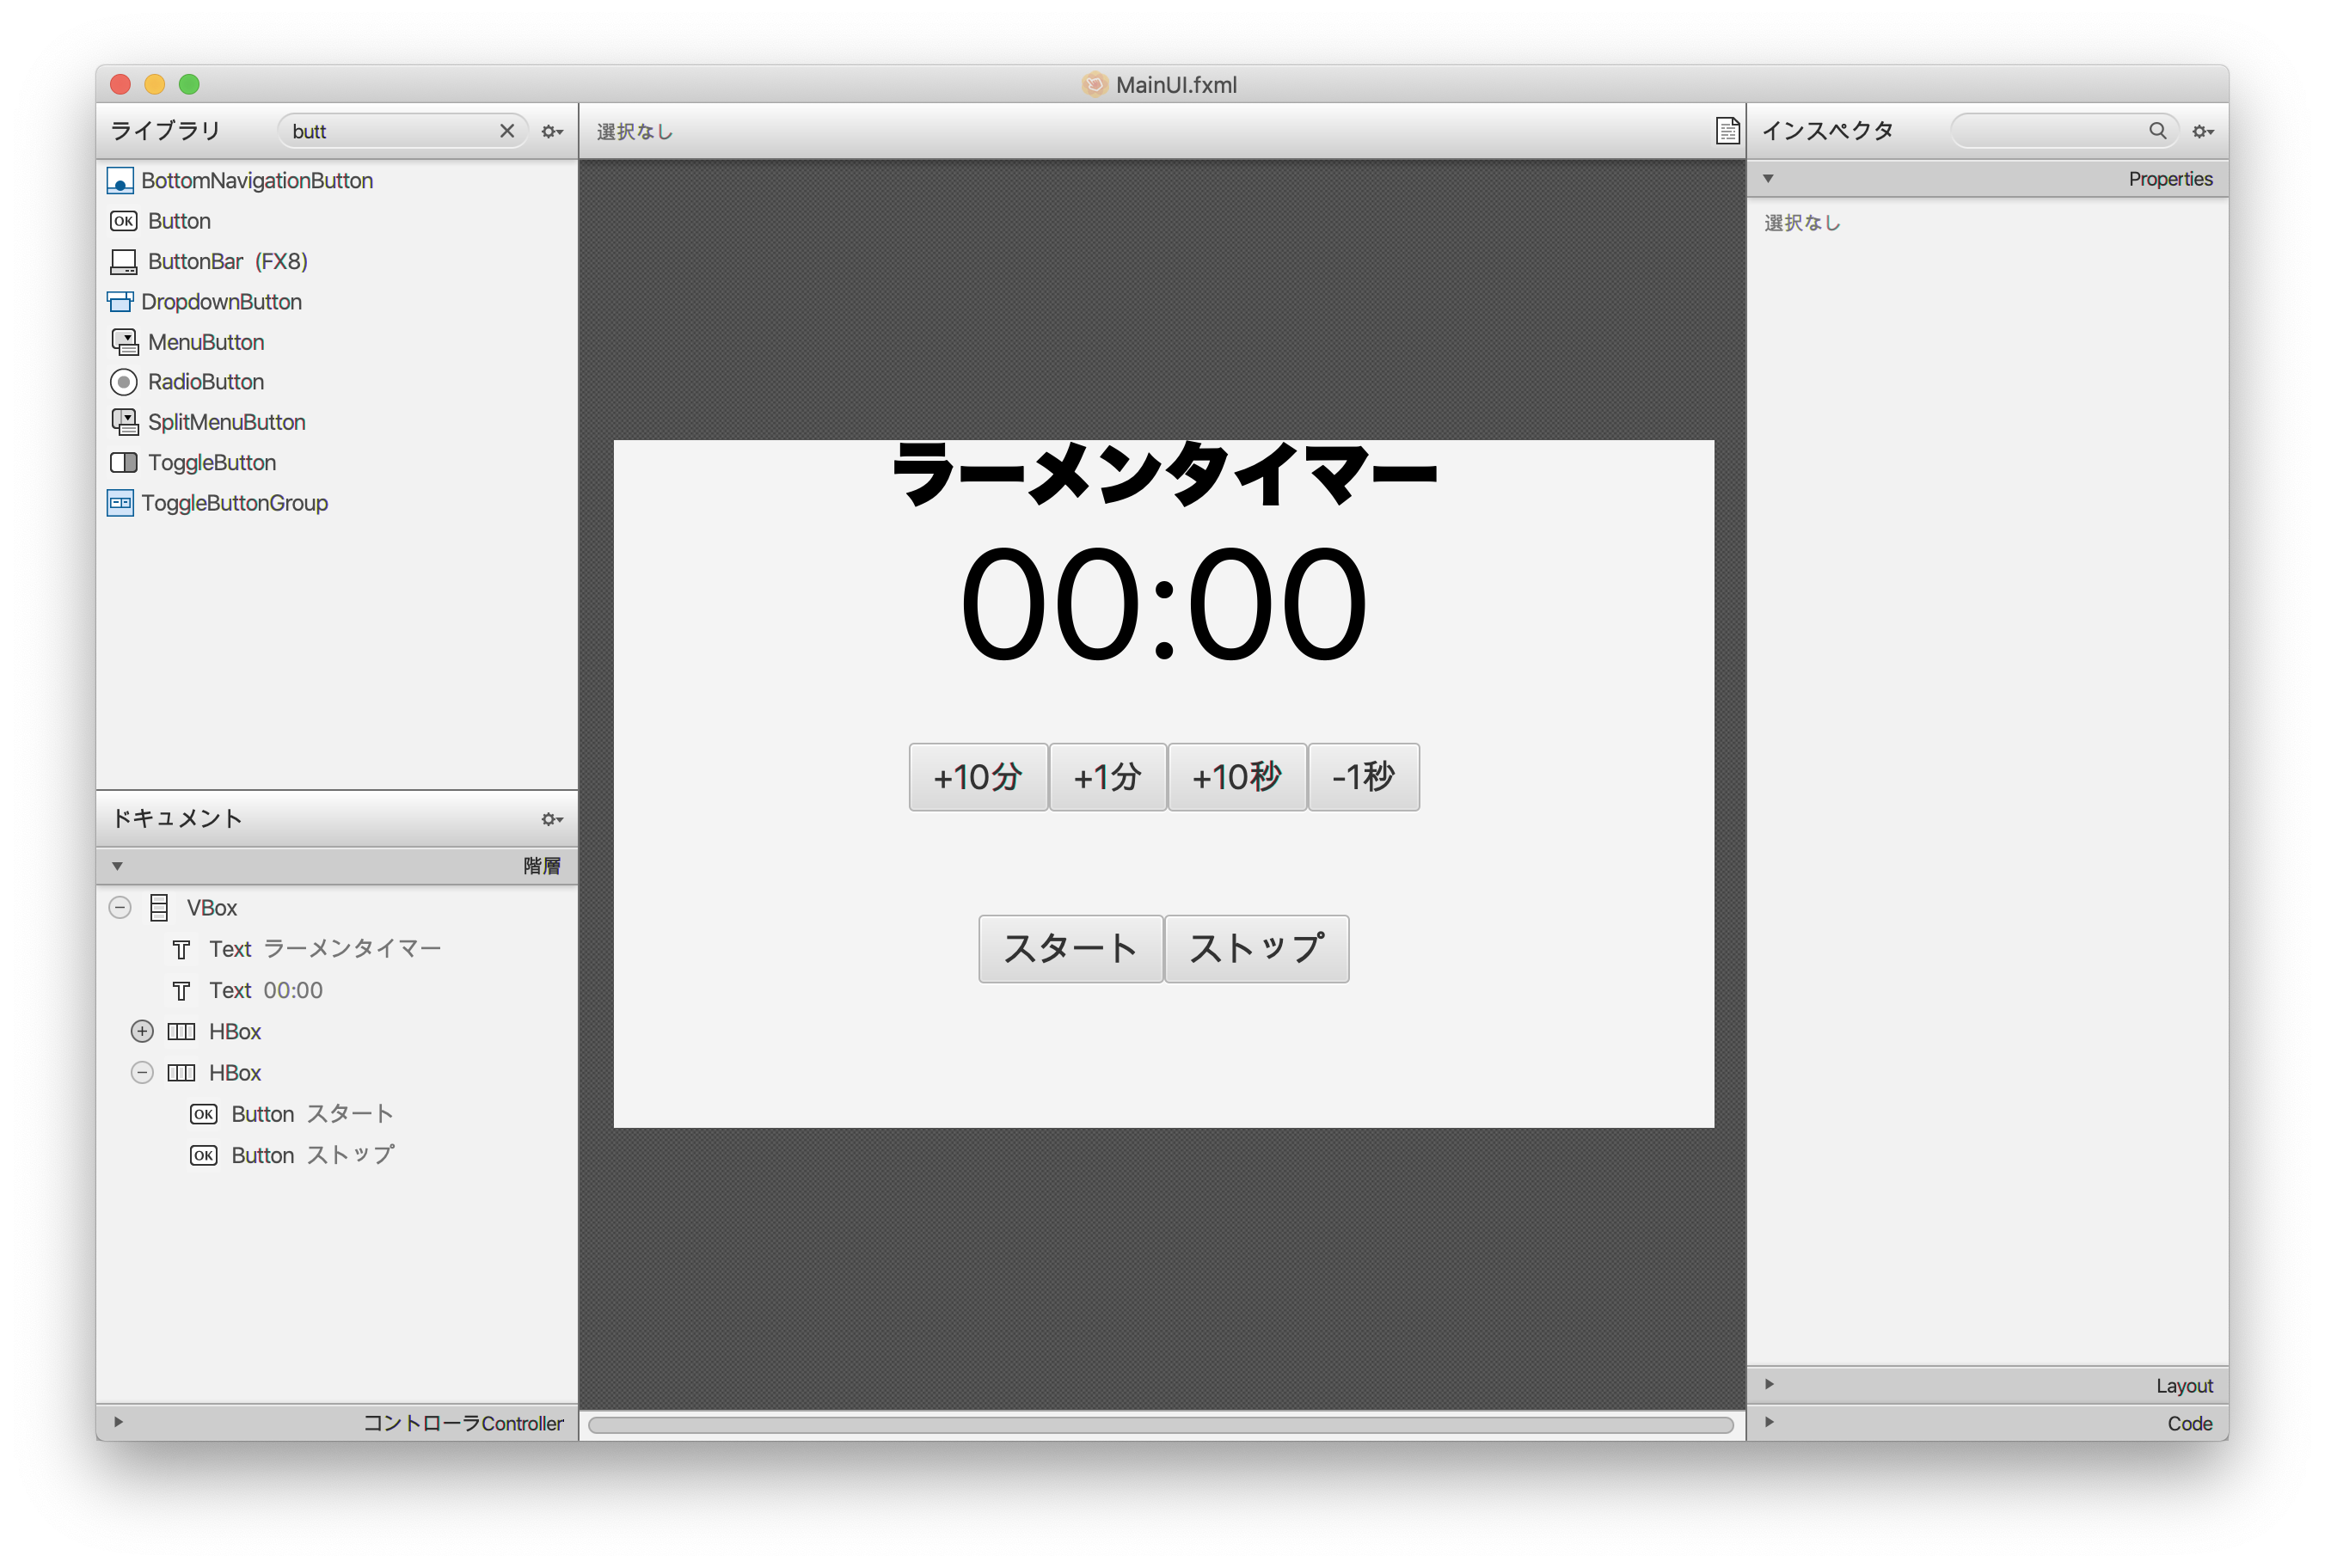 MainUI.fxml
ライブラリ butt
BottomNavigationButton
OK Button
ButtonBar (FX8)
DropdownButton
MenuButton
RadioButton
SplitMenuButton
ToggleButton
ToggleButtonGroup
ドキュメント
階層
VBox
T Text ラーメンタイマー
T Text 00:00
HBox
HBox
OK Button スタート
OK Button ストップ
コントローラController
選択なし
ラーメンタイマー
00:00
+10分 +1分 +10秒 -1秒
スタート ストップ
インスペクタ
Properties
選択なし
Layout
Code